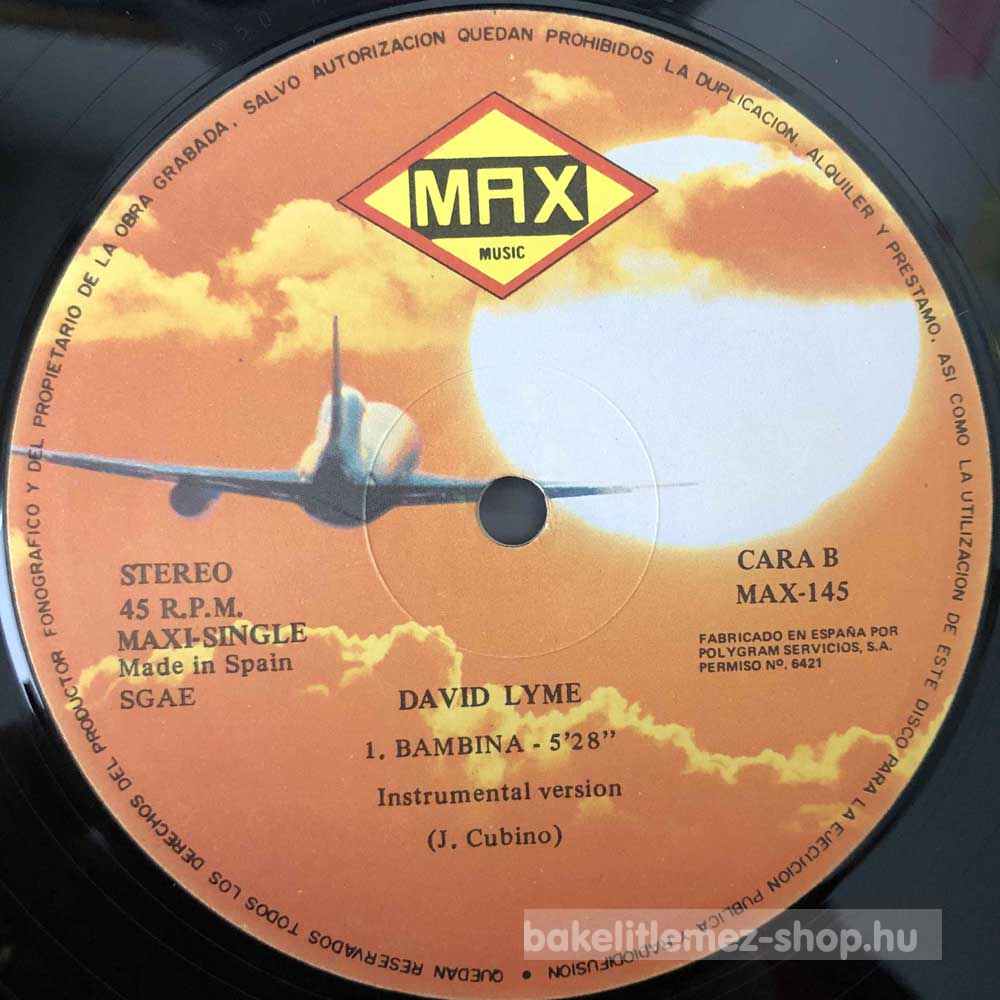 QUEDAN RESERVADOS TODOS LOS DERECHOS DEL PRODUCTOR FONOGRAFICO Y DEL PROPIETARIO DE LA OBRA GRABADA. SALVO AUTORIZACION QUEDAN PROHIBIDOS LA DUPLICACION, ALQUILER Y PRESTAMO, ASI COMO LA UTILIZACION DE ESTE DISCO PARA LA EJECUCION PUBLICA Y RADIODIFUSION •
MAX
MUSIC
STEREO
45 R.P.M.
MAXI-SINGLE
Made in Spain
SGAE
CARA B
MAX-145
FABRICADO EN ESPAÑA POR
POLYGRAM SERVICIOS, S.A.
PERMISO Nº. 6421
DAVID LYME
1. BAMBINA - 5'28"
Instrumental version
(J. Cubino)
bakelitlemez-shop.hu